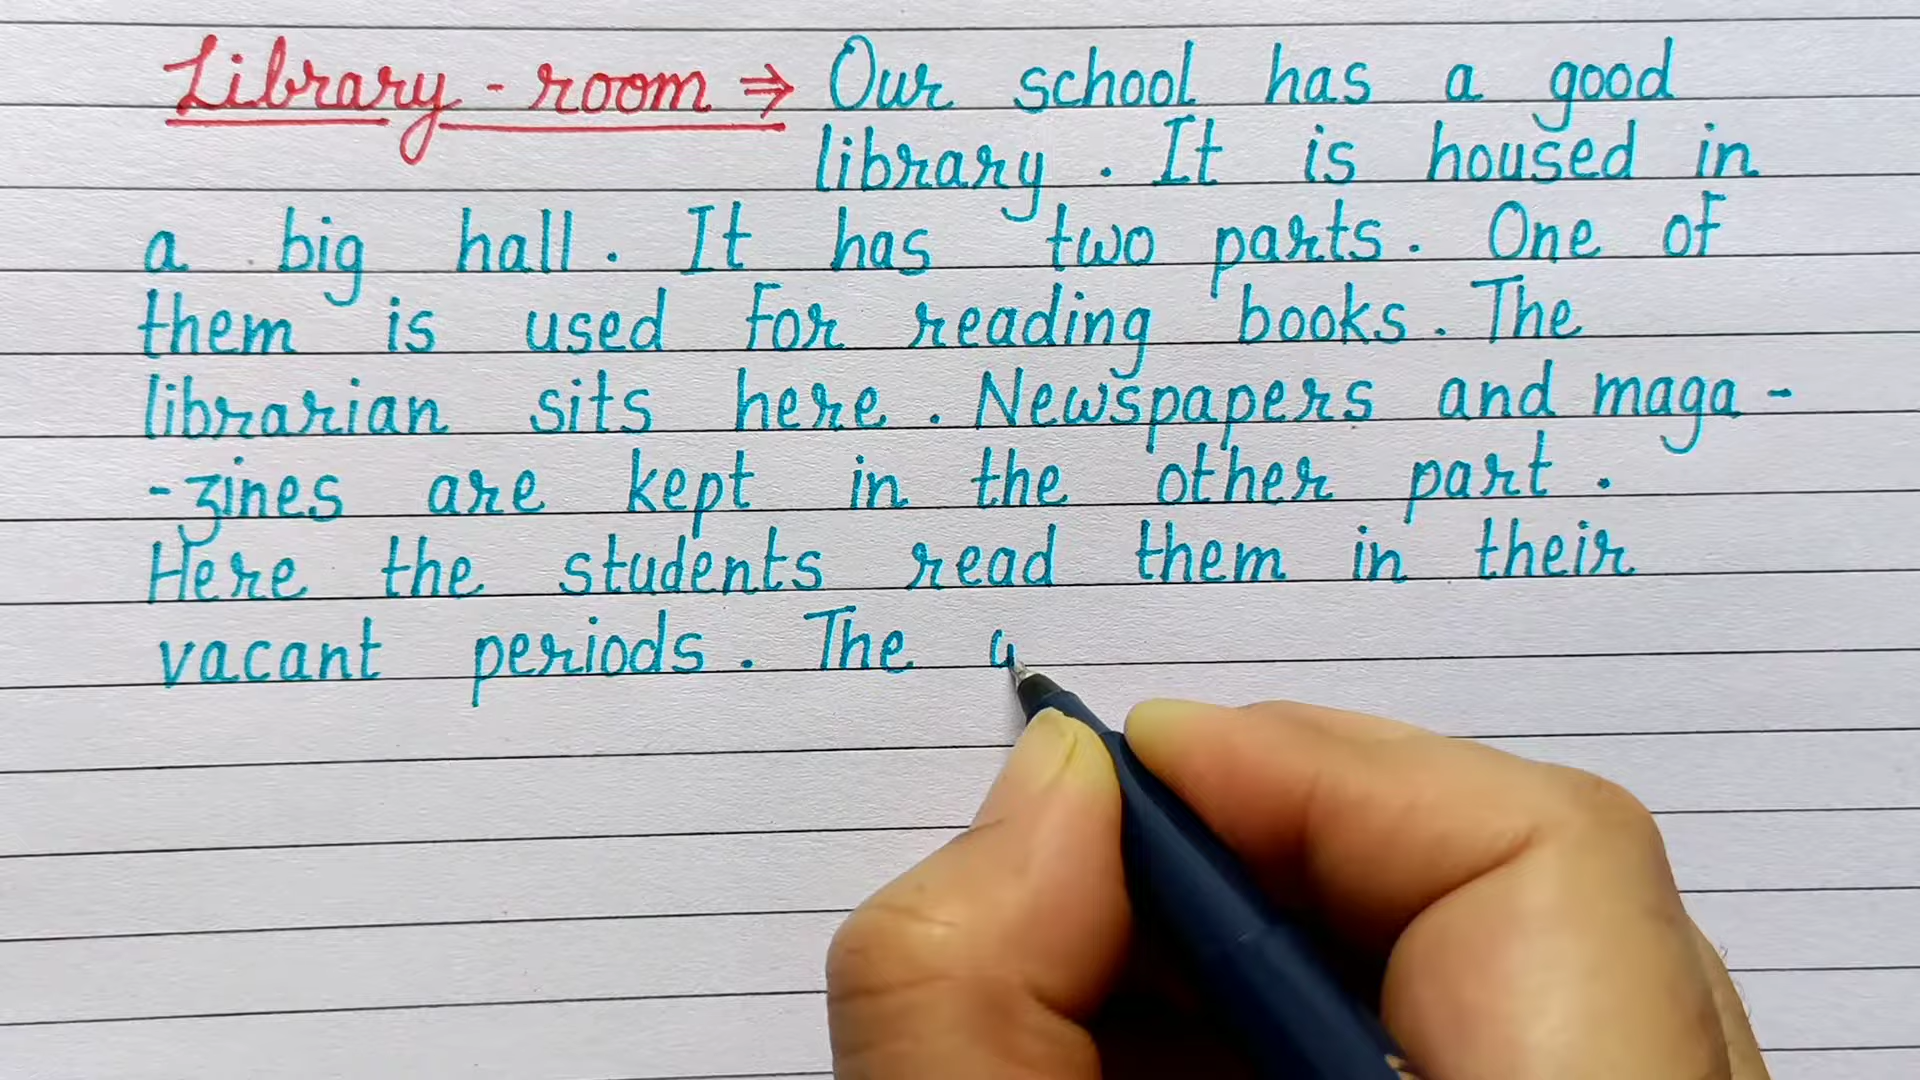 Library - room ⇒ Our school has a good
library. It is housed in
a big hall. It has two parts. One of
them is used for reading books. The
librarian sits here. Newspapers and maga-
-zines are kept in the other part.
Here the students read them in their
vacant periods. The